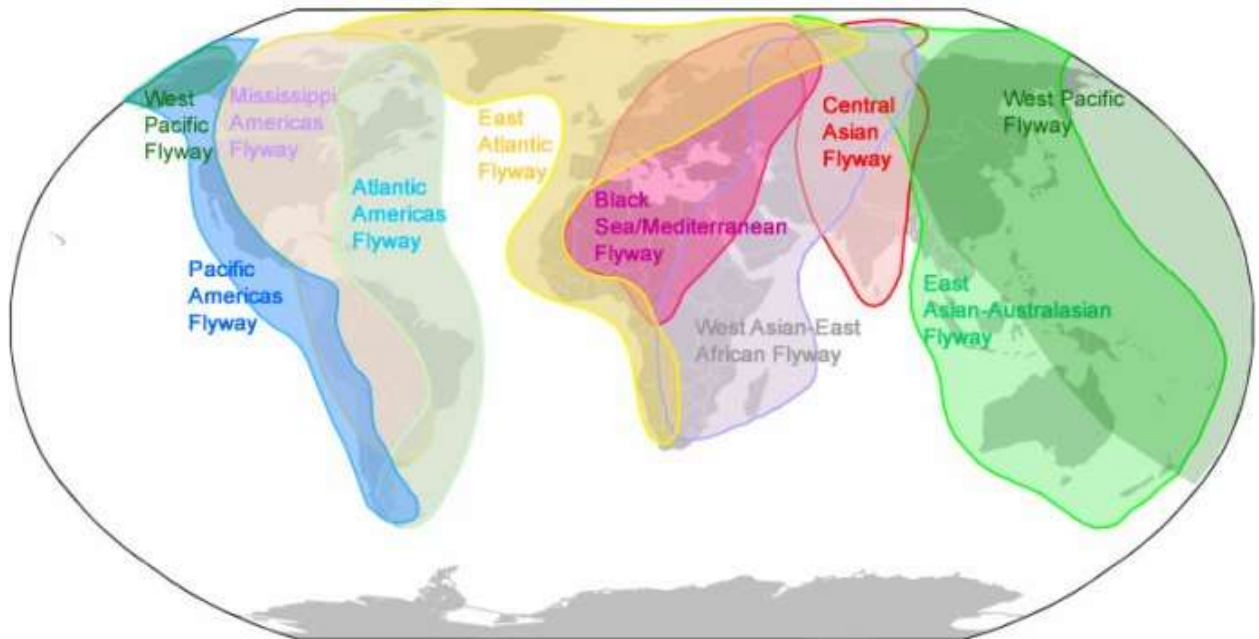 West
Pacific
Flyway
Mississippi
Americas
Flyway
Atlantic
Americas
Flyway
Pacific
Americas
Flyway
East
Atlantic
Flyway
Black
Sea/Mediterranean
Flyway
West Asian-East
African Flyway
Central
Asian
Flyway
East
Asian-Australasian
Flyway
West Pacific
Flyway